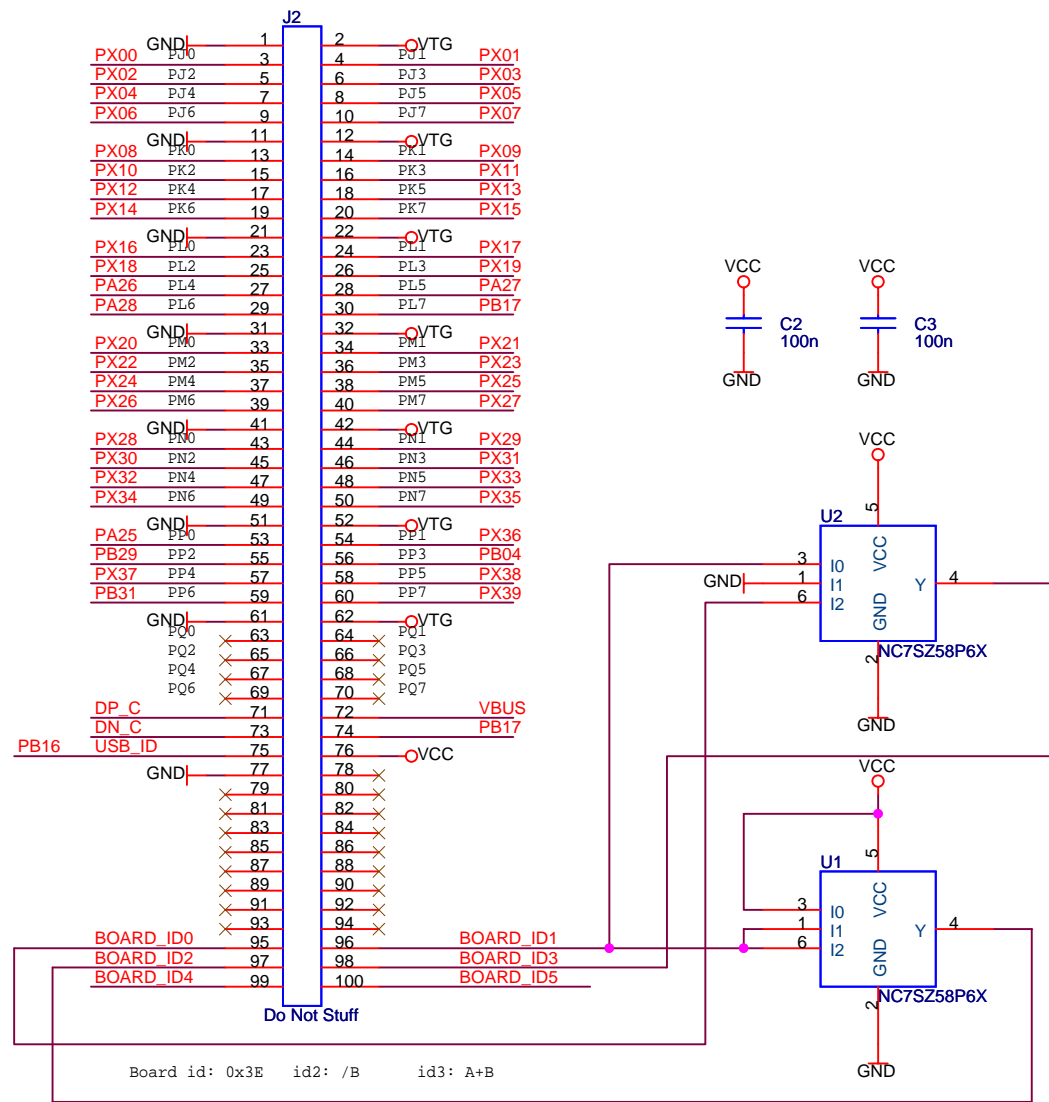 J2
GND 1 2 VTG
PX00 PJ0 3 4 PJ1 PX01
PX02 PJ2 5 6 PJ3 PX03
PX04 PJ4 7 8 PJ5 PX05
PX06 PJ6 9 10 PJ7 PX07
GND 11 12 VTG
PX08 PK0 13 14 PK1 PX09
PX10 PK2 15 16 PK3 PX11
PX12 PK4 17 18 PK5 PX13
PX14 PK6 19 20 PK7 PX15
GND 21 22 VTG
PX16 PL0 23 24 PL1 PX17
PX18 PL2 25 26 PL3 PX19
PA26 PL4 27 28 PL5 PA27
PA28 PL6 29 30 PL7 PB17
GND 31 32 VTG
PX20 PM0 33 34 PM1 PX21
PX22 PM2 35 36 PM3 PX23
PX24 PM4 37 38 PM5 PX25
PX26 PM6 39 40 PM7 PX27
GND 41 42 VTG
PX28 PN0 43 44 PN1 PX29
PX30 PN2 45 46 PN3 PX31
PX32 PN4 47 48 PN5 PX33
PX34 PN6 49 50 PN7 PX35
GND 51 52 VTG
PA25 PP0 53 54 PP1 PX36
PB29 PP2 55 56 PP3 PB04
PX37 PP4 57 58 PP5 PX38
PB31 PP6 59 60 PP7 PX39
GND 61 62 VTG
PQ0 63 64 PQ1
PQ2 65 66 PQ3
PQ4 67 68 PQ5
PQ6 69 70 PQ7
DP_C 71 72 VBUS
DN_C 73 74 PB17
PB16 USB_ID 75 76 VCC
GND 77 78
79 80
81 82
83 84
85 86
87 88
89 90
91 92
93 94
BOARD_ID0 95 96 BOARD_ID1
BOARD_ID2 97 98 BOARD_ID3
BOARD_ID4 99 100 BOARD_ID5
Do Not Stuff
Board id: 0x3E id2: /B id3: A+B
VCC VCC
C2 C3
100n 100n
GND GND
VCC
5
U2
3 I0 VCC
GND 1 I1 Y 4
6 I2
GND
2 NC7SZ58P6X
GND
VCC
5
U1
3 I0 VCC
1 I1 Y 4
6 I2
GND
2 NC7SZ58P6X
GND